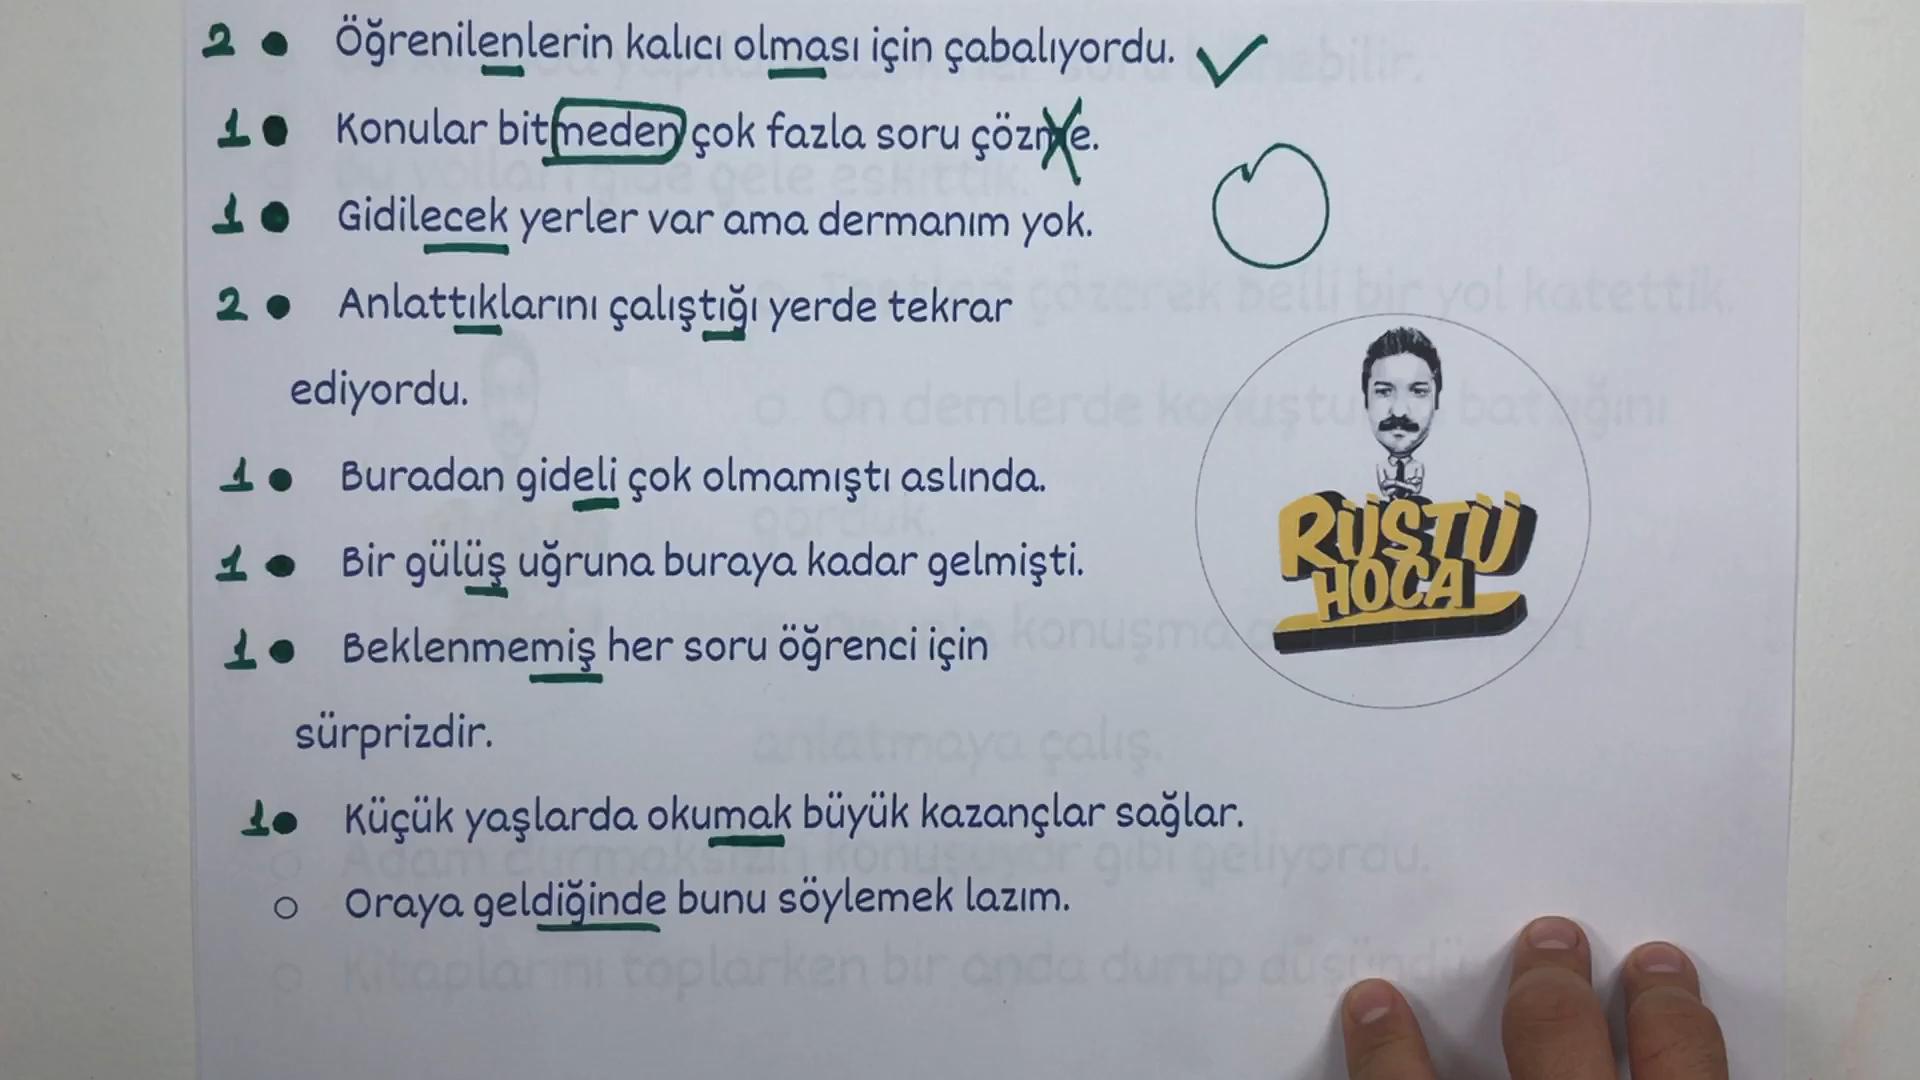 2 ● Öğrenilenlerin kalıcı olması için çabalıyordu. ✓
1 ● Konular bitmeden çok fazla soru çözme.
1 ● Gidilecek yerler var ama dermanım yok.
2 ● Anlattıklarını çalıştığı yerde tekrar
ediyordu.
1 ● Buradan gideli çok olmamıştı aslında.
1 ● Bir gülüş uğruna buraya kadar gelmişti.
1 ● Beklenmemiş her soru öğrenci için
sürprizdir.
1 ● Küçük yaşlarda okumak büyük kazançlar sağlar.
○ Oraya geldiğinde bunu söylemek lazım.
RÜŞTÜ
HOCA